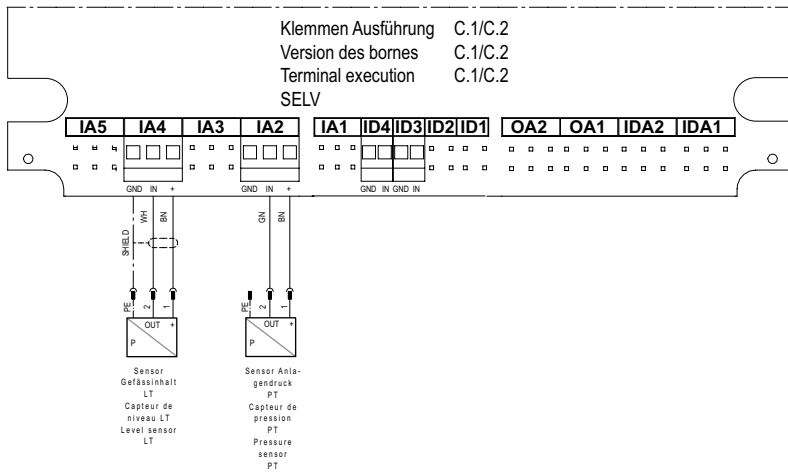 Klemmen Ausführung C.1/C.2
Version des bornes C.1/C.2
Terminal execution C.1/C.2
SELV
IA5 IA4 IA3 IA2 IA1 ID4 ID3 ID2 ID1 OA2 OA1 IDA2 IDA1
GND IN + GND IN + GND IN GND IN
SHIELD WH BN GN BN
PE 2 1 PE 2 1
OUT + OUT +
P P
Sensor
Gefässinhalt
LT
Capteur de
niveau LT
Level sensor
LT
Sensor Anla-
gendruck
PT
Capteur de
pression
PT
Pressure
sensor
PT